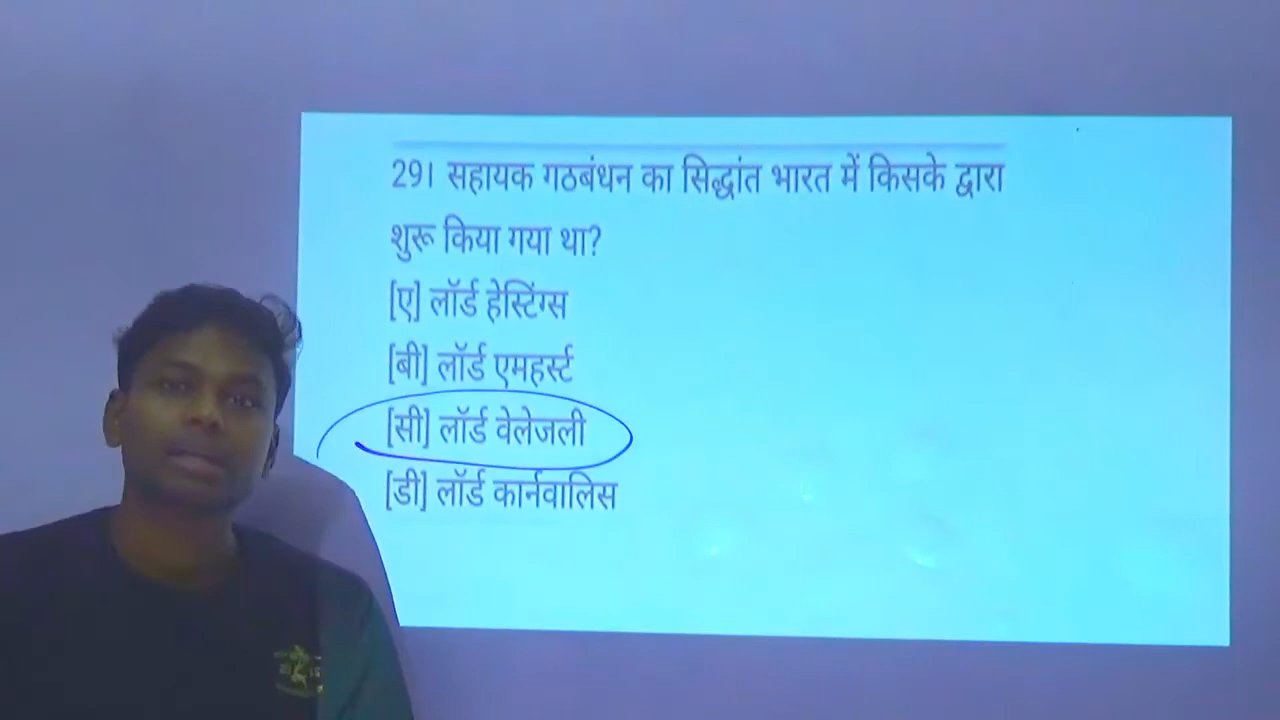 29। सहायक गठबंधन का सिद्धांत भारत में किसके द्वारा
शुरू किया गया था?
[ए] लॉर्ड हेस्टिंग्स
[बी] लॉर्ड एमहर्स्ट
[सी] लॉर्ड वेलेजली
[डी] लॉर्ड कार्नवालिस